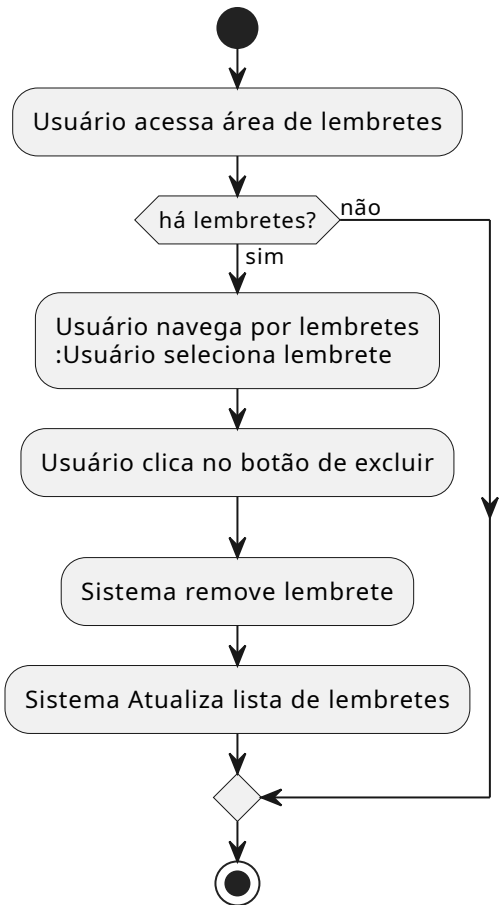 Usuário acessa área de lembretes
há lembretes?
não
sim
Usuário navega por lembretes
:Usuário seleciona lembrete
Usuário clica no botão de excluir
Sistema remove lembrete
Sistema Atualiza lista de lembretes